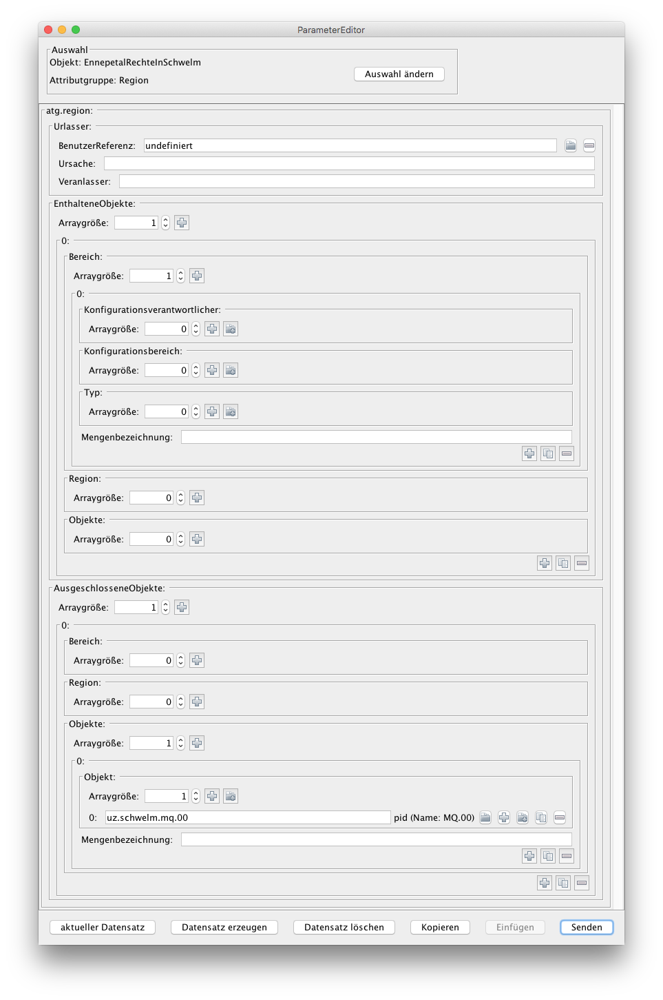 ParameterEditor
Auswahl
Objekt: EnnepetalRechteInSchwelm
Attributgruppe: Region
Auswahl ändern
atg.region:
Urlasser:
BenutzerReferenz: undefiniert
Ursache:
Veranlasser:
EnthalteneObjekte:
Arraygröße: 1
0:
Bereich:
Arraygröße: 1
0:
Konfigurationsverantwortlicher:
Arraygröße: 0
Konfigurationsbereich:
Arraygröße: 0
Typ:
Arraygröße: 0
Mengenbezeichnung:
Region:
Arraygröße: 0
Objekte:
Arraygröße: 0
AusgeschlosseneObjekte:
Arraygröße: 1
0:
Bereich:
Arraygröße: 0
Region:
Arraygröße: 0
Objekte:
Arraygröße: 1
0:
Objekt:
Arraygröße: 1
0: uz.schwelm.mq.00 pid (Name: MQ.00)
Mengenbezeichnung:
aktueller Datensatz Datensatz erzeugen Datensatz löschen Kopieren Einfügen Senden